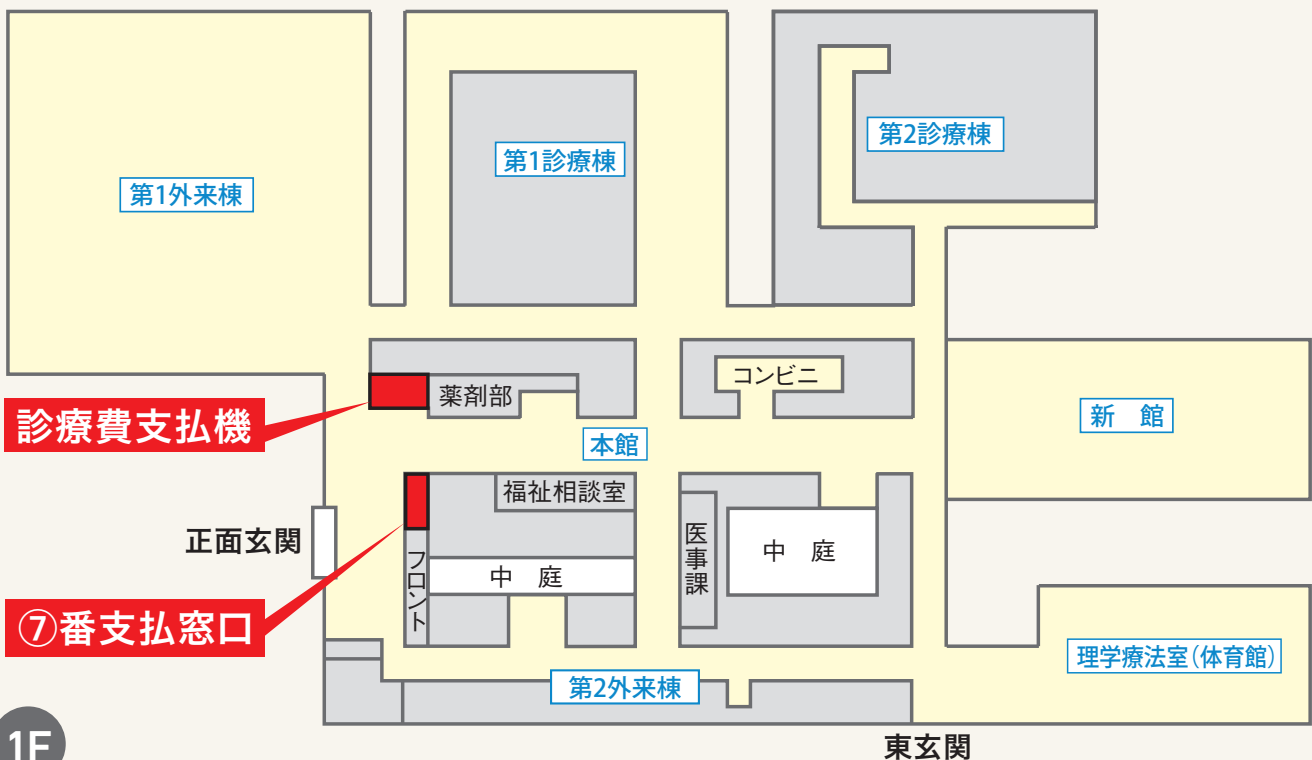 第1外来棟
第1診療棟
第2診療棟
診療費支払機
薬剤部
コンビニ
本館
新　館
福祉相談室
正面玄関
⑦番支払窓口
フロント
中　庭
医事課
中　庭
第2外来棟
理学療法室（体育館）
1F
東玄関